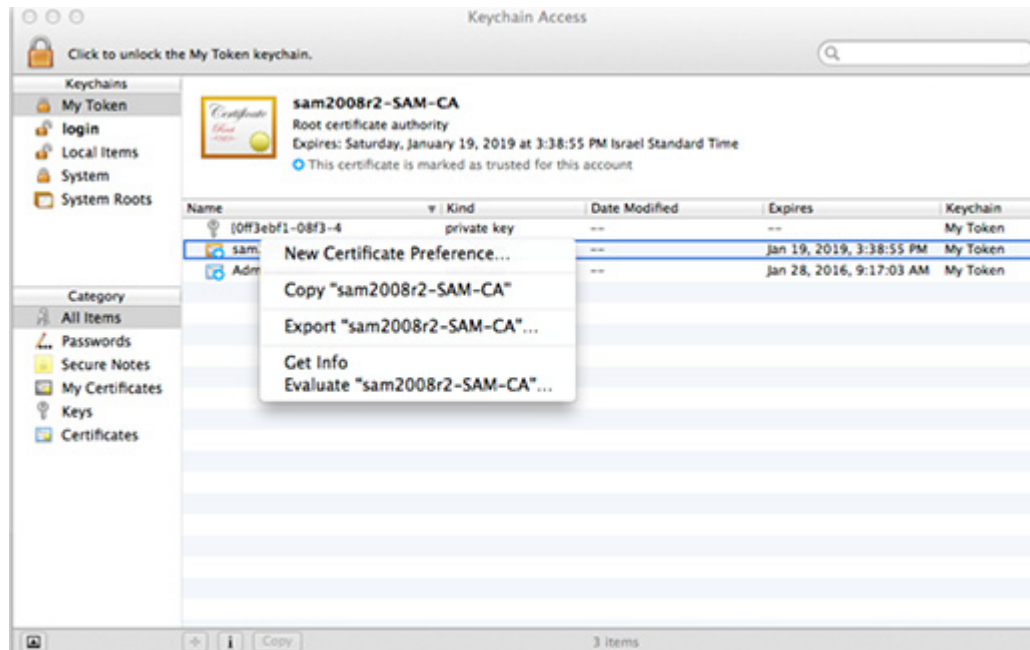 Keychain Access
Click to unlock the My Token keychain.
Keychains
My Token
login
Local Items
System
System Roots
Certificate
Root
sam2008r2-SAM-CA
Root certificate authority
Expires: Saturday, January 19, 2019 at 3:38:55 PM Israel Standard Time
This certificate is marked as trusted for this account
Name Kind Date Modified Expires Keychain
{0ff3ebf1-08f3-4 private key -- -- My Token
sam -- Jan 19, 2019, 3:38:55 PM My Token
Adm -- Jan 28, 2016, 9:17:03 AM My Token
New Certificate Preference...
Copy "sam2008r2-SAM-CA"
Export "sam2008r2-SAM-CA"...
Get Info
Evaluate "sam2008r2-SAM-CA"...
Category
All Items
Passwords
Secure Notes
My Certificates
Keys
Certificates
+ i Copy 3 items